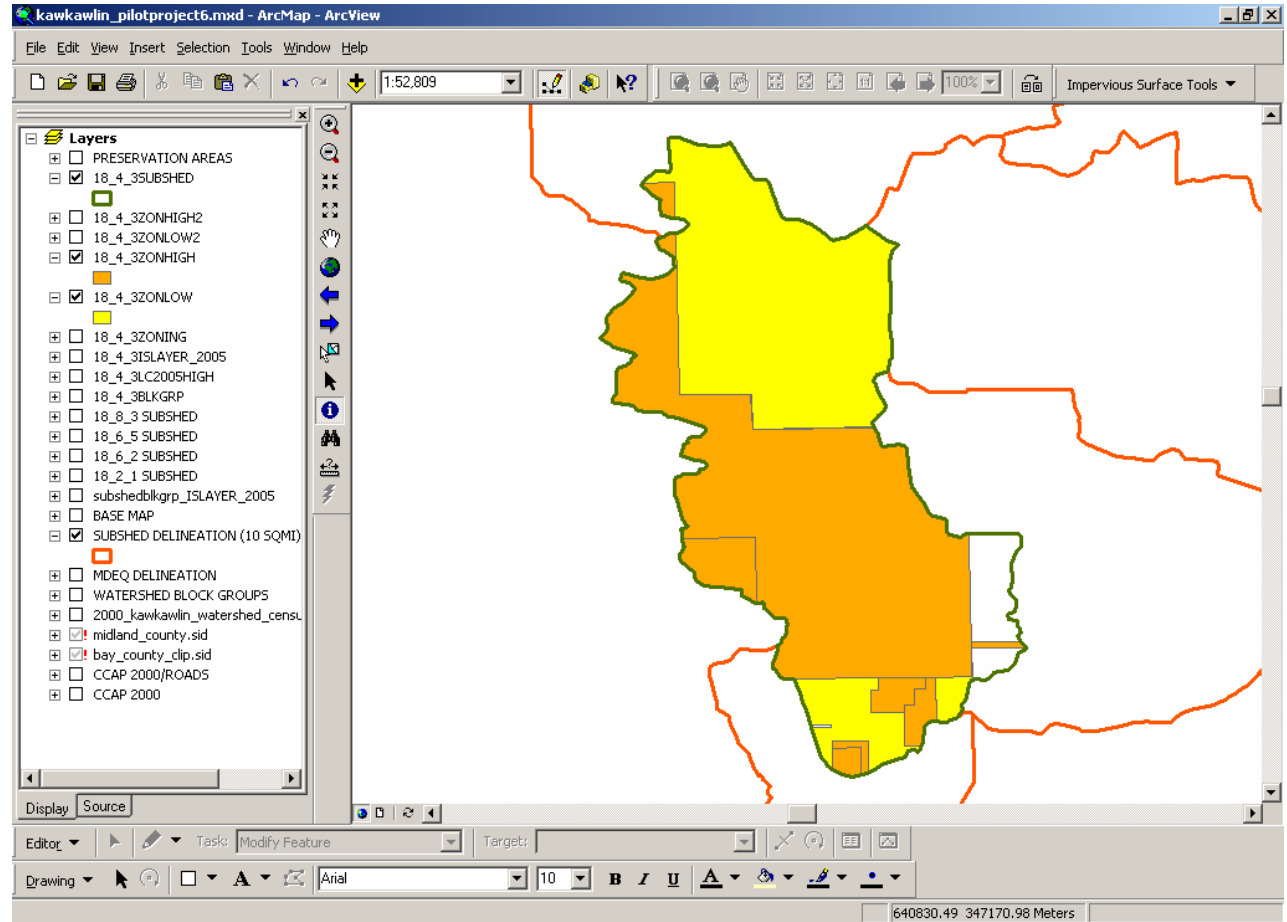 kawkawlin_pilotproject6.mxd - ArcMap - ArcView
File Edit View Insert Selection Tools Window Help
1:52,809 100% Impervious Surface Tools
Layers
PRESERVATION AREAS
18_4_3SUBSHED
18_4_3ZONHIGH2
18_4_3ZONLOW2
18_4_3ZONHIGH
18_4_3ZONLOW
18_4_3ZONING
18_4_3ISLAYER_2005
18_4_3LC2005HIGH
18_4_3BLKGRP
18_8_3 SUBSHED
18_6_5 SUBSHED
18_6_2 SUBSHED
18_2_1 SUBSHED
subshedblkgrp_ISLAYER_2005
BASE MAP
SUBSHED DELINEATION (10 SQMI)
MDEQ DELINEATION
WATERSHED BLOCK GROUPS
2000_kawkawlin_watershed_censu
midland_county.sid
bay_county_clip.sid
CCAP 2000/ROADS
CCAP 2000
Display Source
Editor Task: Modify Feature Target:
Drawing A Arial 10 B I U A
640830.49 347170.98 Meters